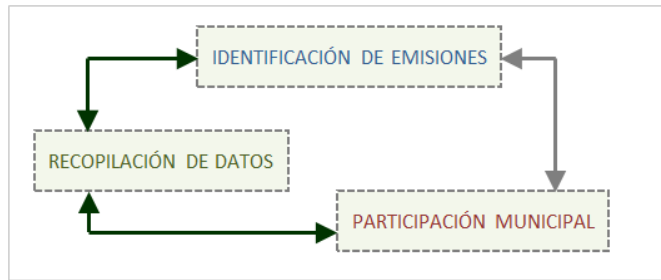 IDENTIFICACIÓN DE EMISIONES
RECOPILACIÓN DE DATOS
PARTICIPACIÓN MUNICIPAL